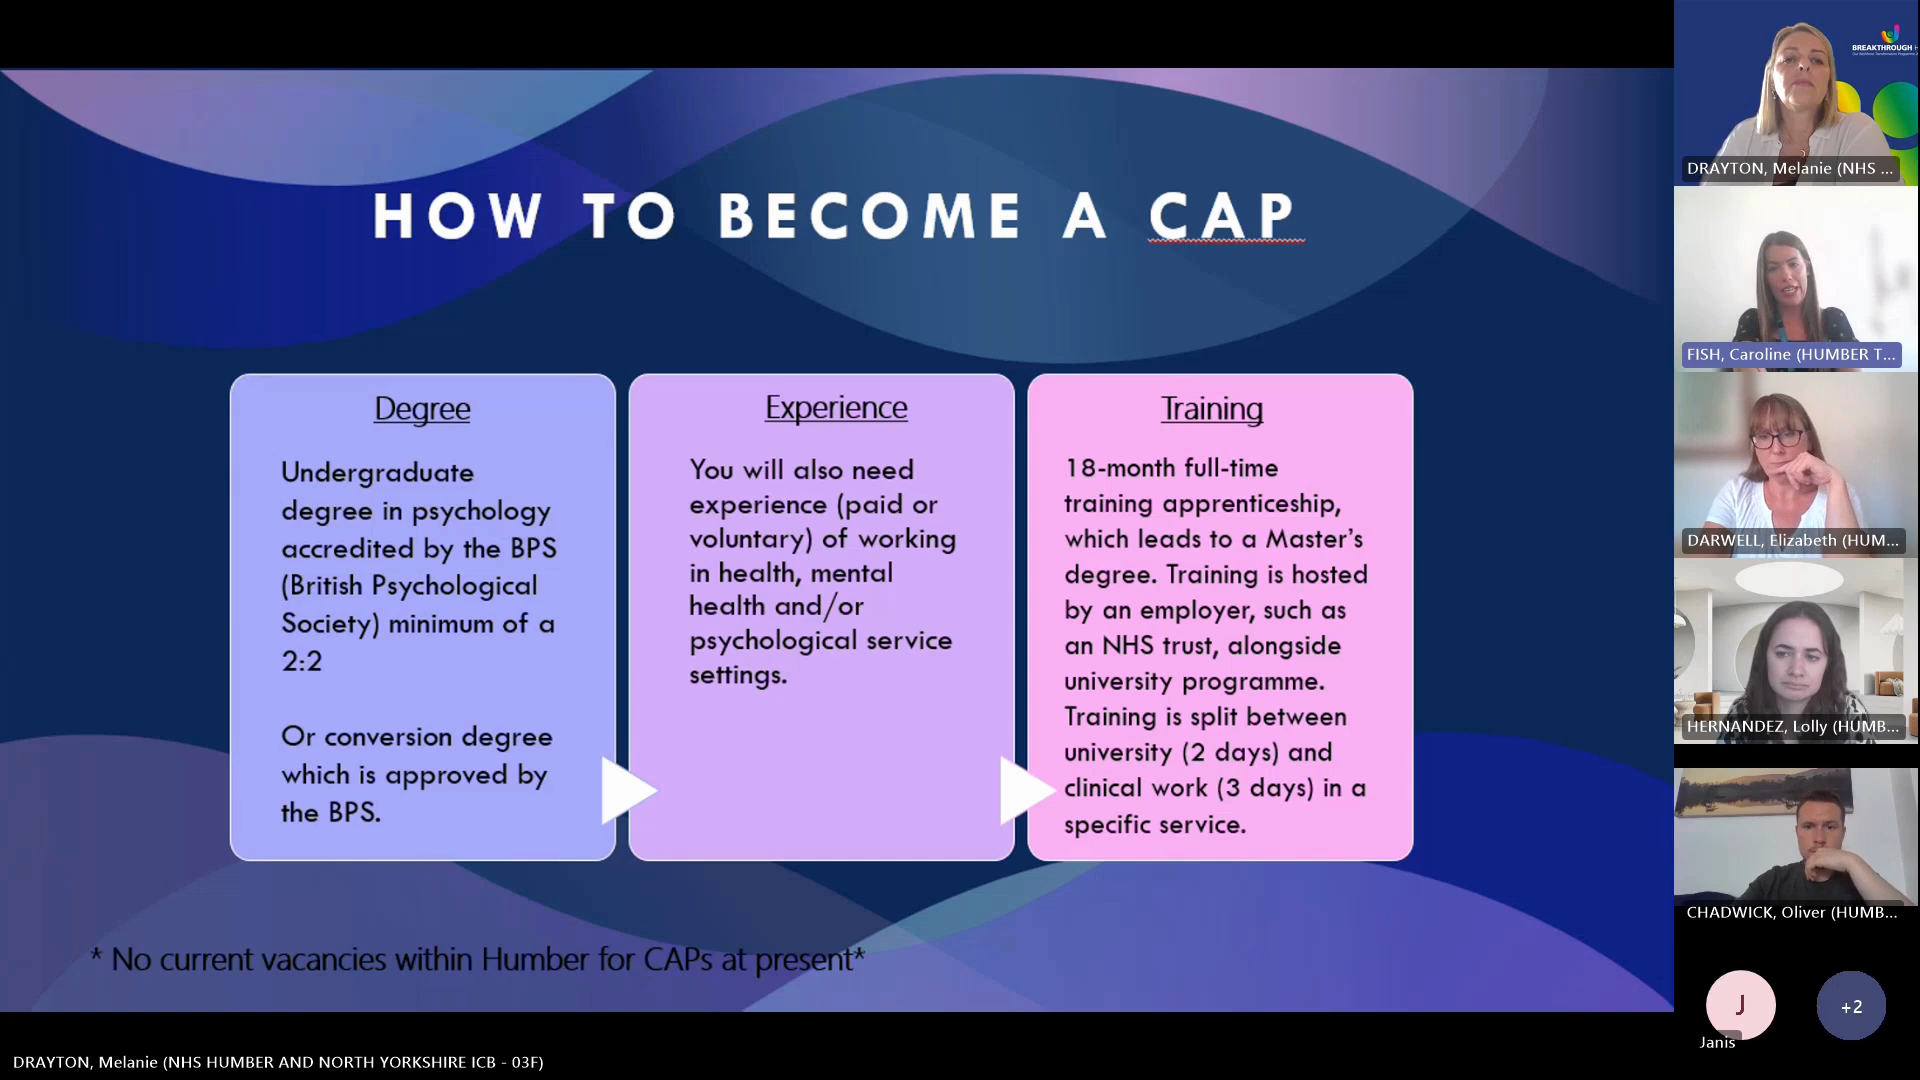 HOW TO BECOME A CAP
Degree
Undergraduate
degree in psychology
accredited by the BPS
(British Psychological
Society) minimum of a
2:2
Or conversion degree
which is approved by
the BPS.
Experience
You will also need
experience (paid or
voluntary) of working
in health, mental
health and/or
psychological service
settings.
Training
18-month full-time
training apprenticeship,
which leads to a Master’s
degree. Training is hosted
by an employer, such as
an NHS trust, alongside
university programme.
Training is split between
university (2 days) and
clinical work (3 days) in a
specific service.
* No current vacancies within Humber for CAPs at present*
DRAYTON, Melanie (NHS HUMBER AND NORTH YORKSHIRE ICB - 03F)
BREAKTHROUGH H
DRAYTON, Melanie (NHS ...
FISH, Caroline (HUMBER T...
DARWELL, Elizabeth (HUM...
HERNANDEZ, Lolly (HUMB...
CHADWICK, Oliver (HUMB...
J
Janis
+2